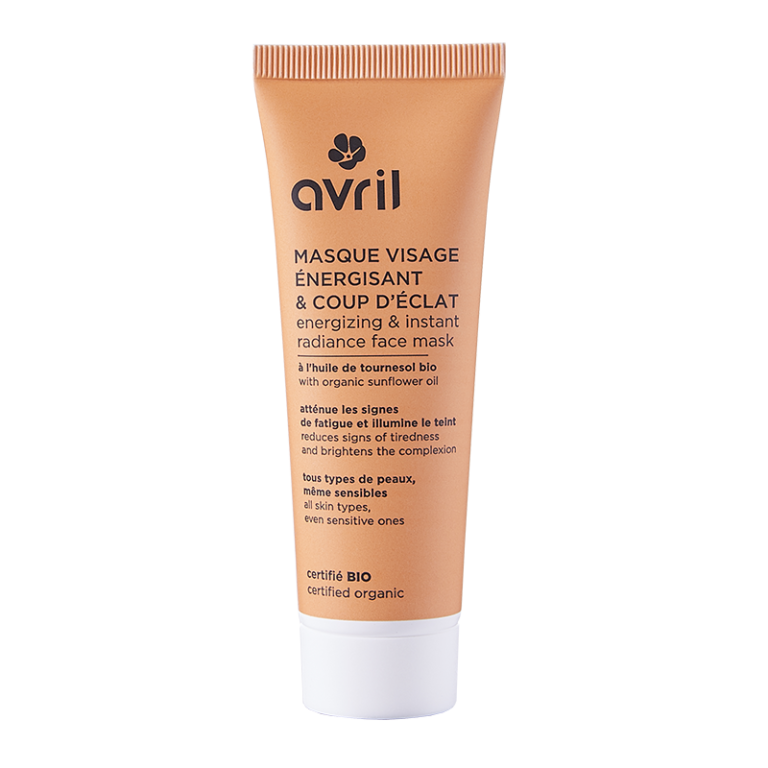 avril
MASQUE VISAGE
ÉNERGISANT
& COUP D'ÉCLAT
energizing & instant
radiance face mask
à l'huile de tournesol bio
with organic sunflower oil
atténue les signes
de fatigue et illumine le teint
reduces signs of tiredness
and brightens the complexion
tous types de peaux,
même sensibles
all skin types,
even sensitive ones
certifié BIO
certified organic